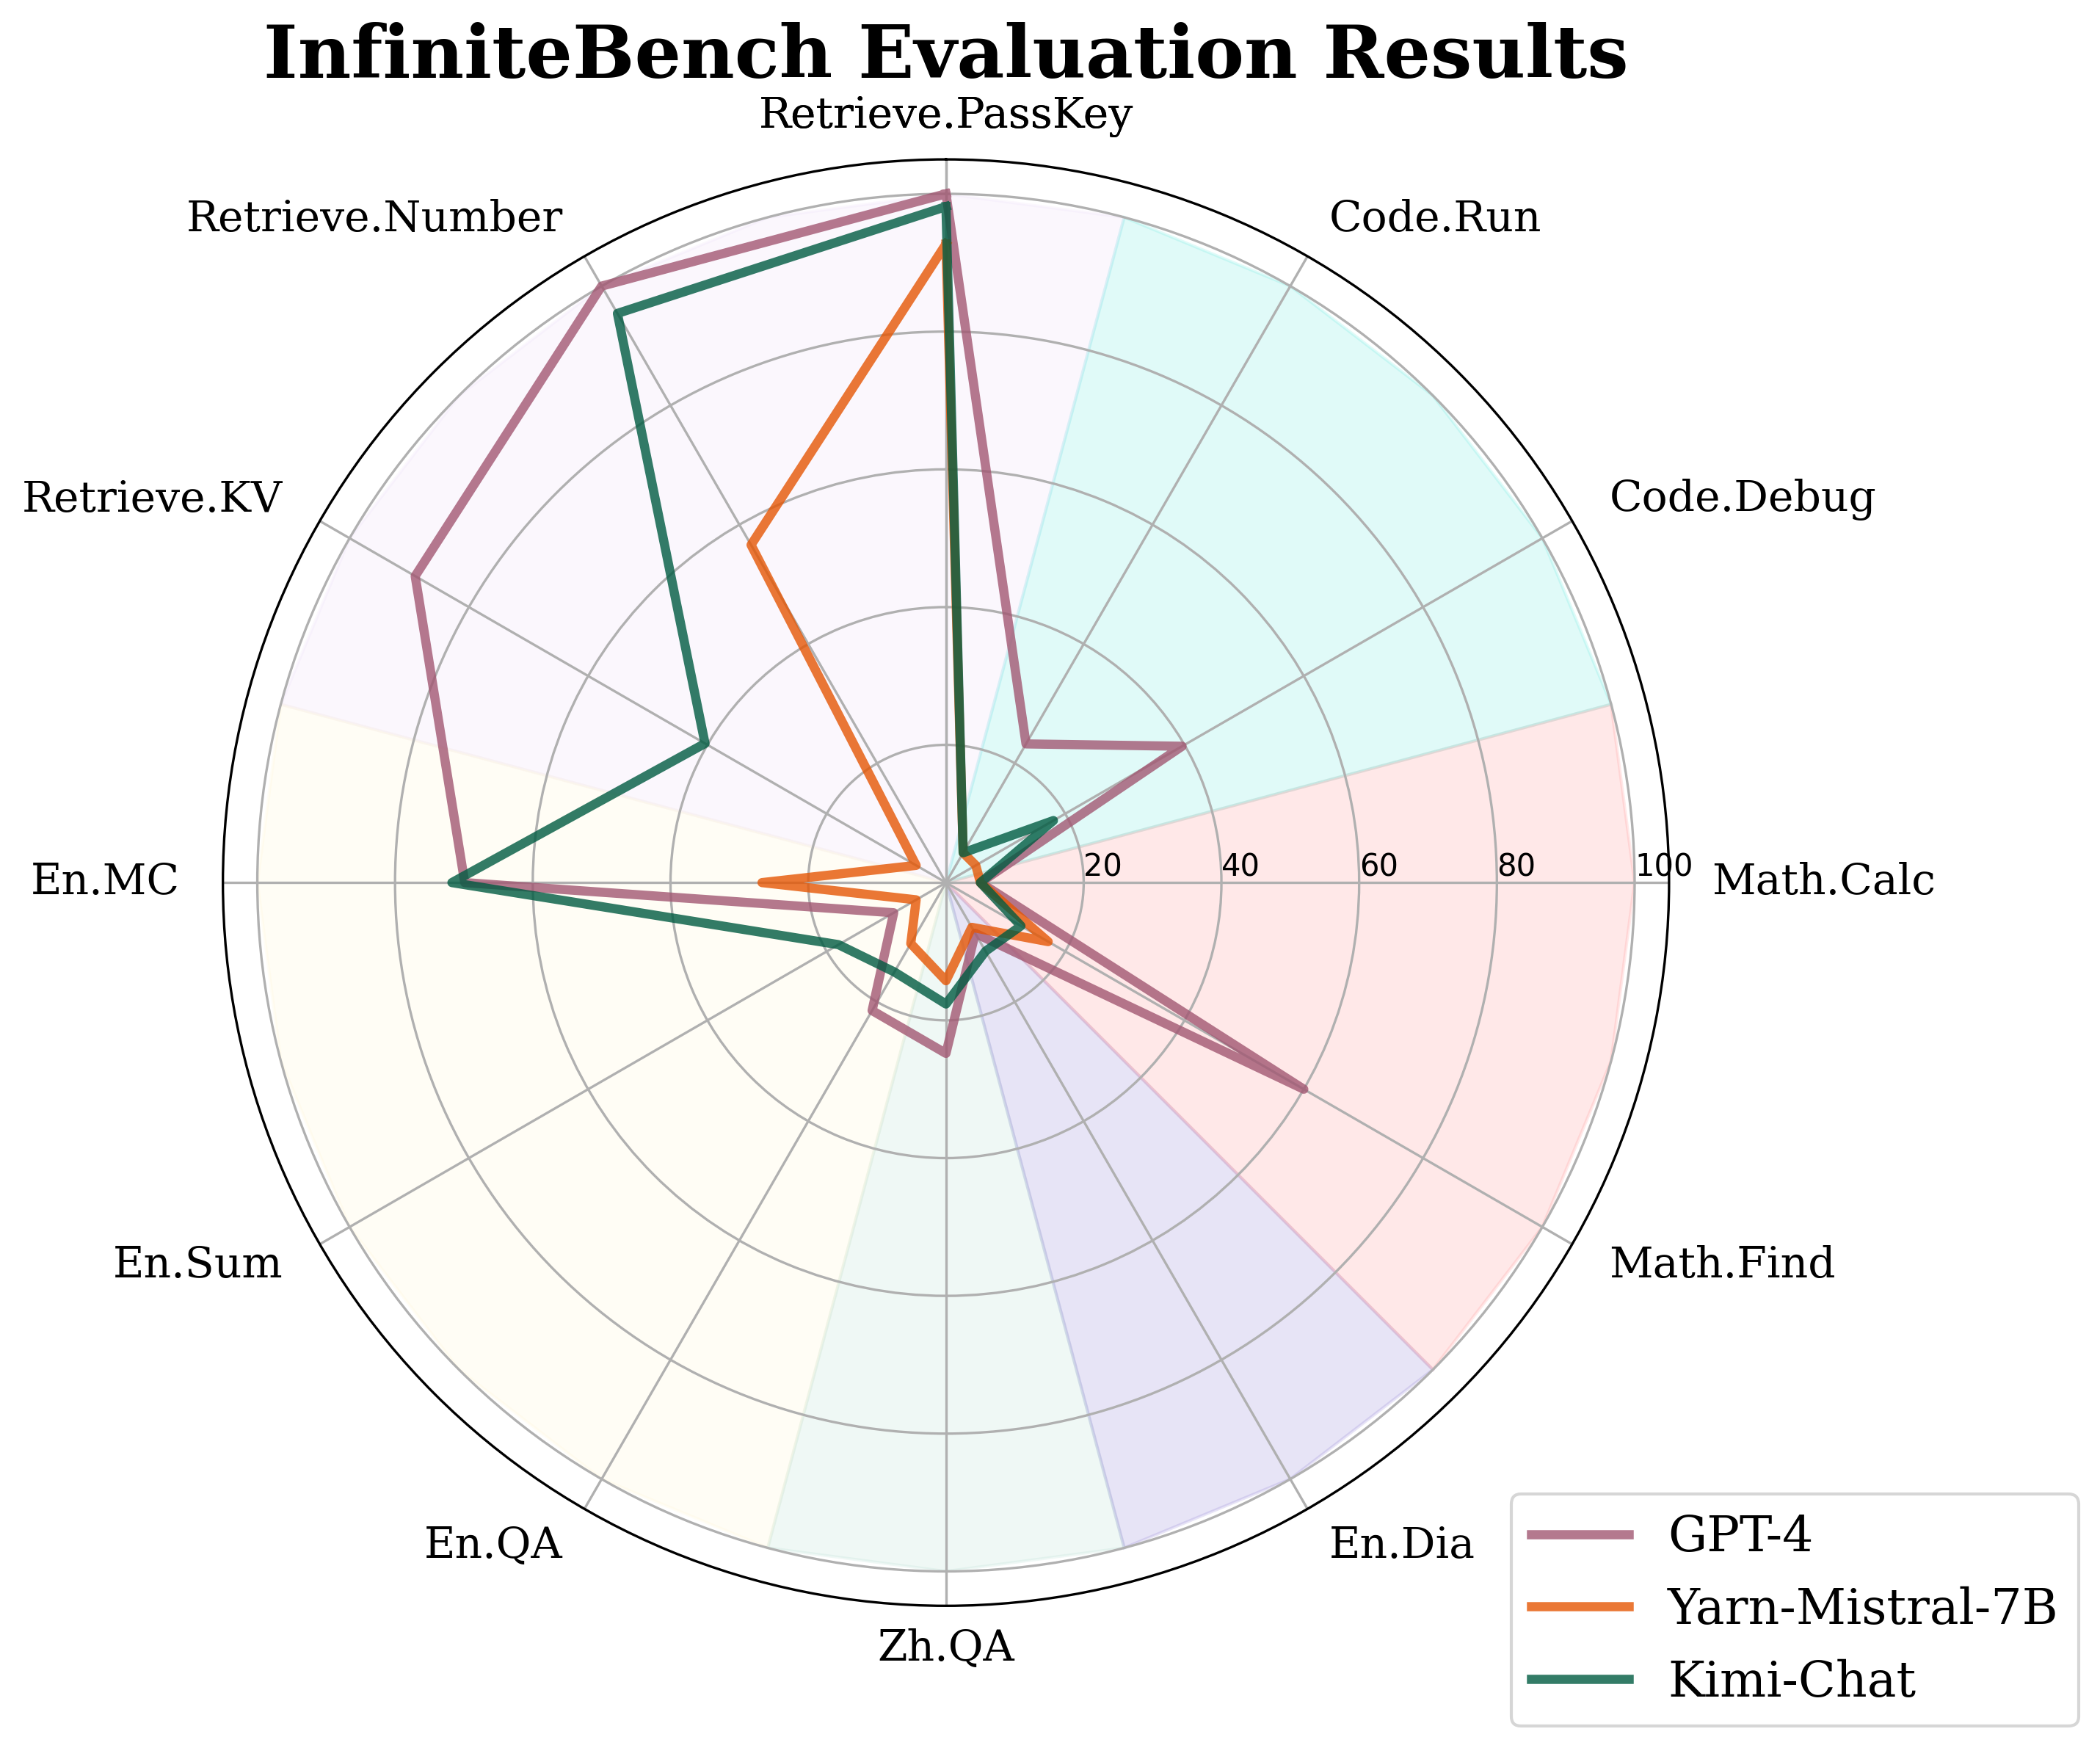 InfiniteBench Evaluation Results
Retrieve.PassKey
Retrieve.Number
Code.Run
Retrieve.KV
Code.Debug
20 40 60 80 100
En.MC
Math.Calc
En.Sum
Math.Find
En.QA
En.Dia
Zh.QA
GPT-4
Yarn-Mistral-7B
Kimi-Chat